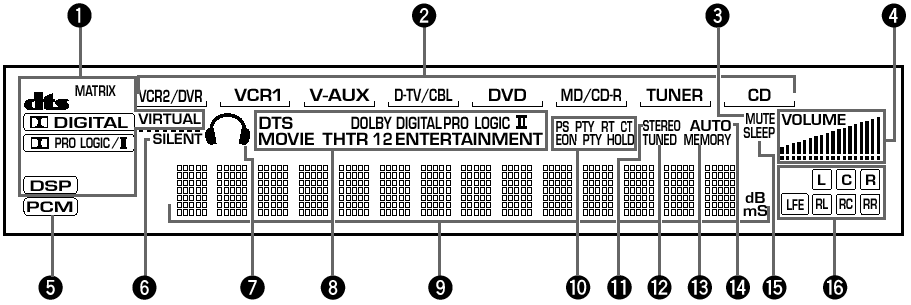 1 2 3 4
MATRIX
dts
VCR2/DVR VCR1 V-AUX D-TV/CBL DVD MD/CD-R TUNER CD
MUTE
SLEEP
VOLUME
DIGITAL
VIRTUAL
PRO LOGIC/II
SILENT
DTS DOLBY DIGITAL PRO LOGIC II
MOVIE THTR 12 ENTERTAINMENT
PS PTY RT CT
EON PTY HOLD
STEREO
TUNED
AUTO
MEMORY
DSP
PCM
dB
mS
L C R
LFE RL RC RR
5 6 7 8 9 10 11 12 13 14 15 16